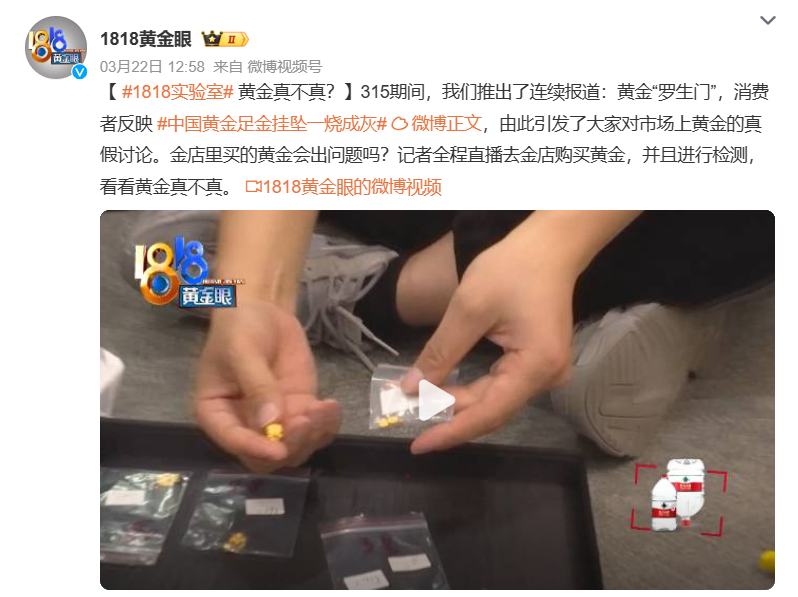 1818黄金眼 II
03月22日 12:58 来自 微博视频号
【 #1818实验室# 黄金真不真？】315期间，我们推出了连续报道：黄金“罗生门”，消费
者反映 #中国黄金足金挂坠一烧成灰# 微博正文，由此引发了大家对市场上黄金的真
假讨论。金店里买的黄金会出问题吗？记者全程直播去金店购买黄金，并且进行检测，
看看黄金真不真。 1818黄金眼的微博视频
1818
黄金眼
1818
黄金眼